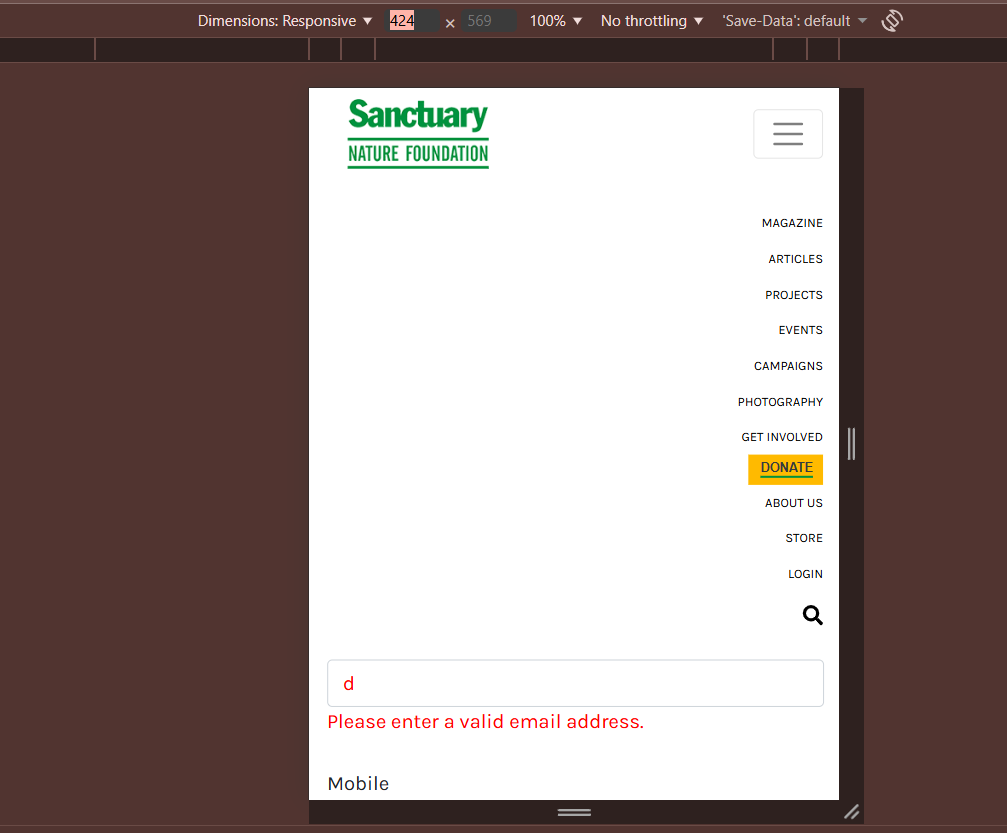 Dimensions: Responsive 424 × 569 100% No throttling 'Save-Data': default
Sanctuary
NATURE FOUNDATION
MAGAZINE
ARTICLES
PROJECTS
EVENTS
CAMPAIGNS
PHOTOGRAPHY
GET INVOLVED
DONATE
ABOUT US
STORE
LOGIN
d
Please enter a valid email address.
Mobile